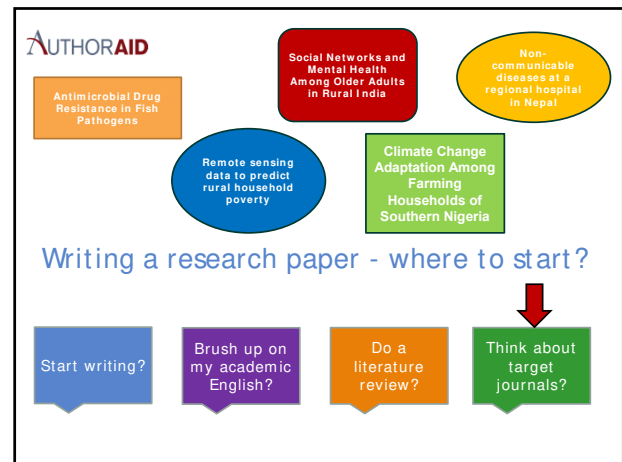 AUTHORAID
Social Networks and
Mental Health
Among Older Adults
in Rural India
Non-
communicable
diseases at a
regional hospital
in Nepal
Antimicrobial Drug
Resistance in Fish
Pathogens
Remote sensing
data to predict
rural household
poverty
Climate Change
Adaptation Among
Farming
Households of
Southern Nigeria
Writing a research paper - where to start?
Start writing?
Brush up on
my academic
English?
Do a
literature
review?
Think about
target
journals?